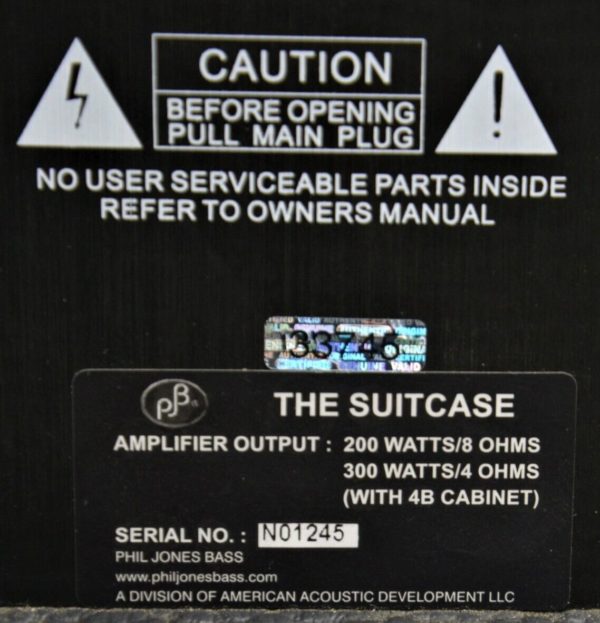 CAUTION
BEFORE OPENING
PULL MAIN PLUG
NO USER SERVICEABLE PARTS INSIDE
REFER TO OWNERS MANUAL
33746
PJB
THE SUITCASE
AMPLIFIER OUTPUT : 200 WATTS/8 OHMS
300 WATTS/4 OHMS
(WITH 4B CABINET)
SERIAL NO. : N01245
PHIL JONES BASS
www.philjonesbass.com
A DIVISION OF AMERICAN ACOUSTIC DEVELOPMENT LLC